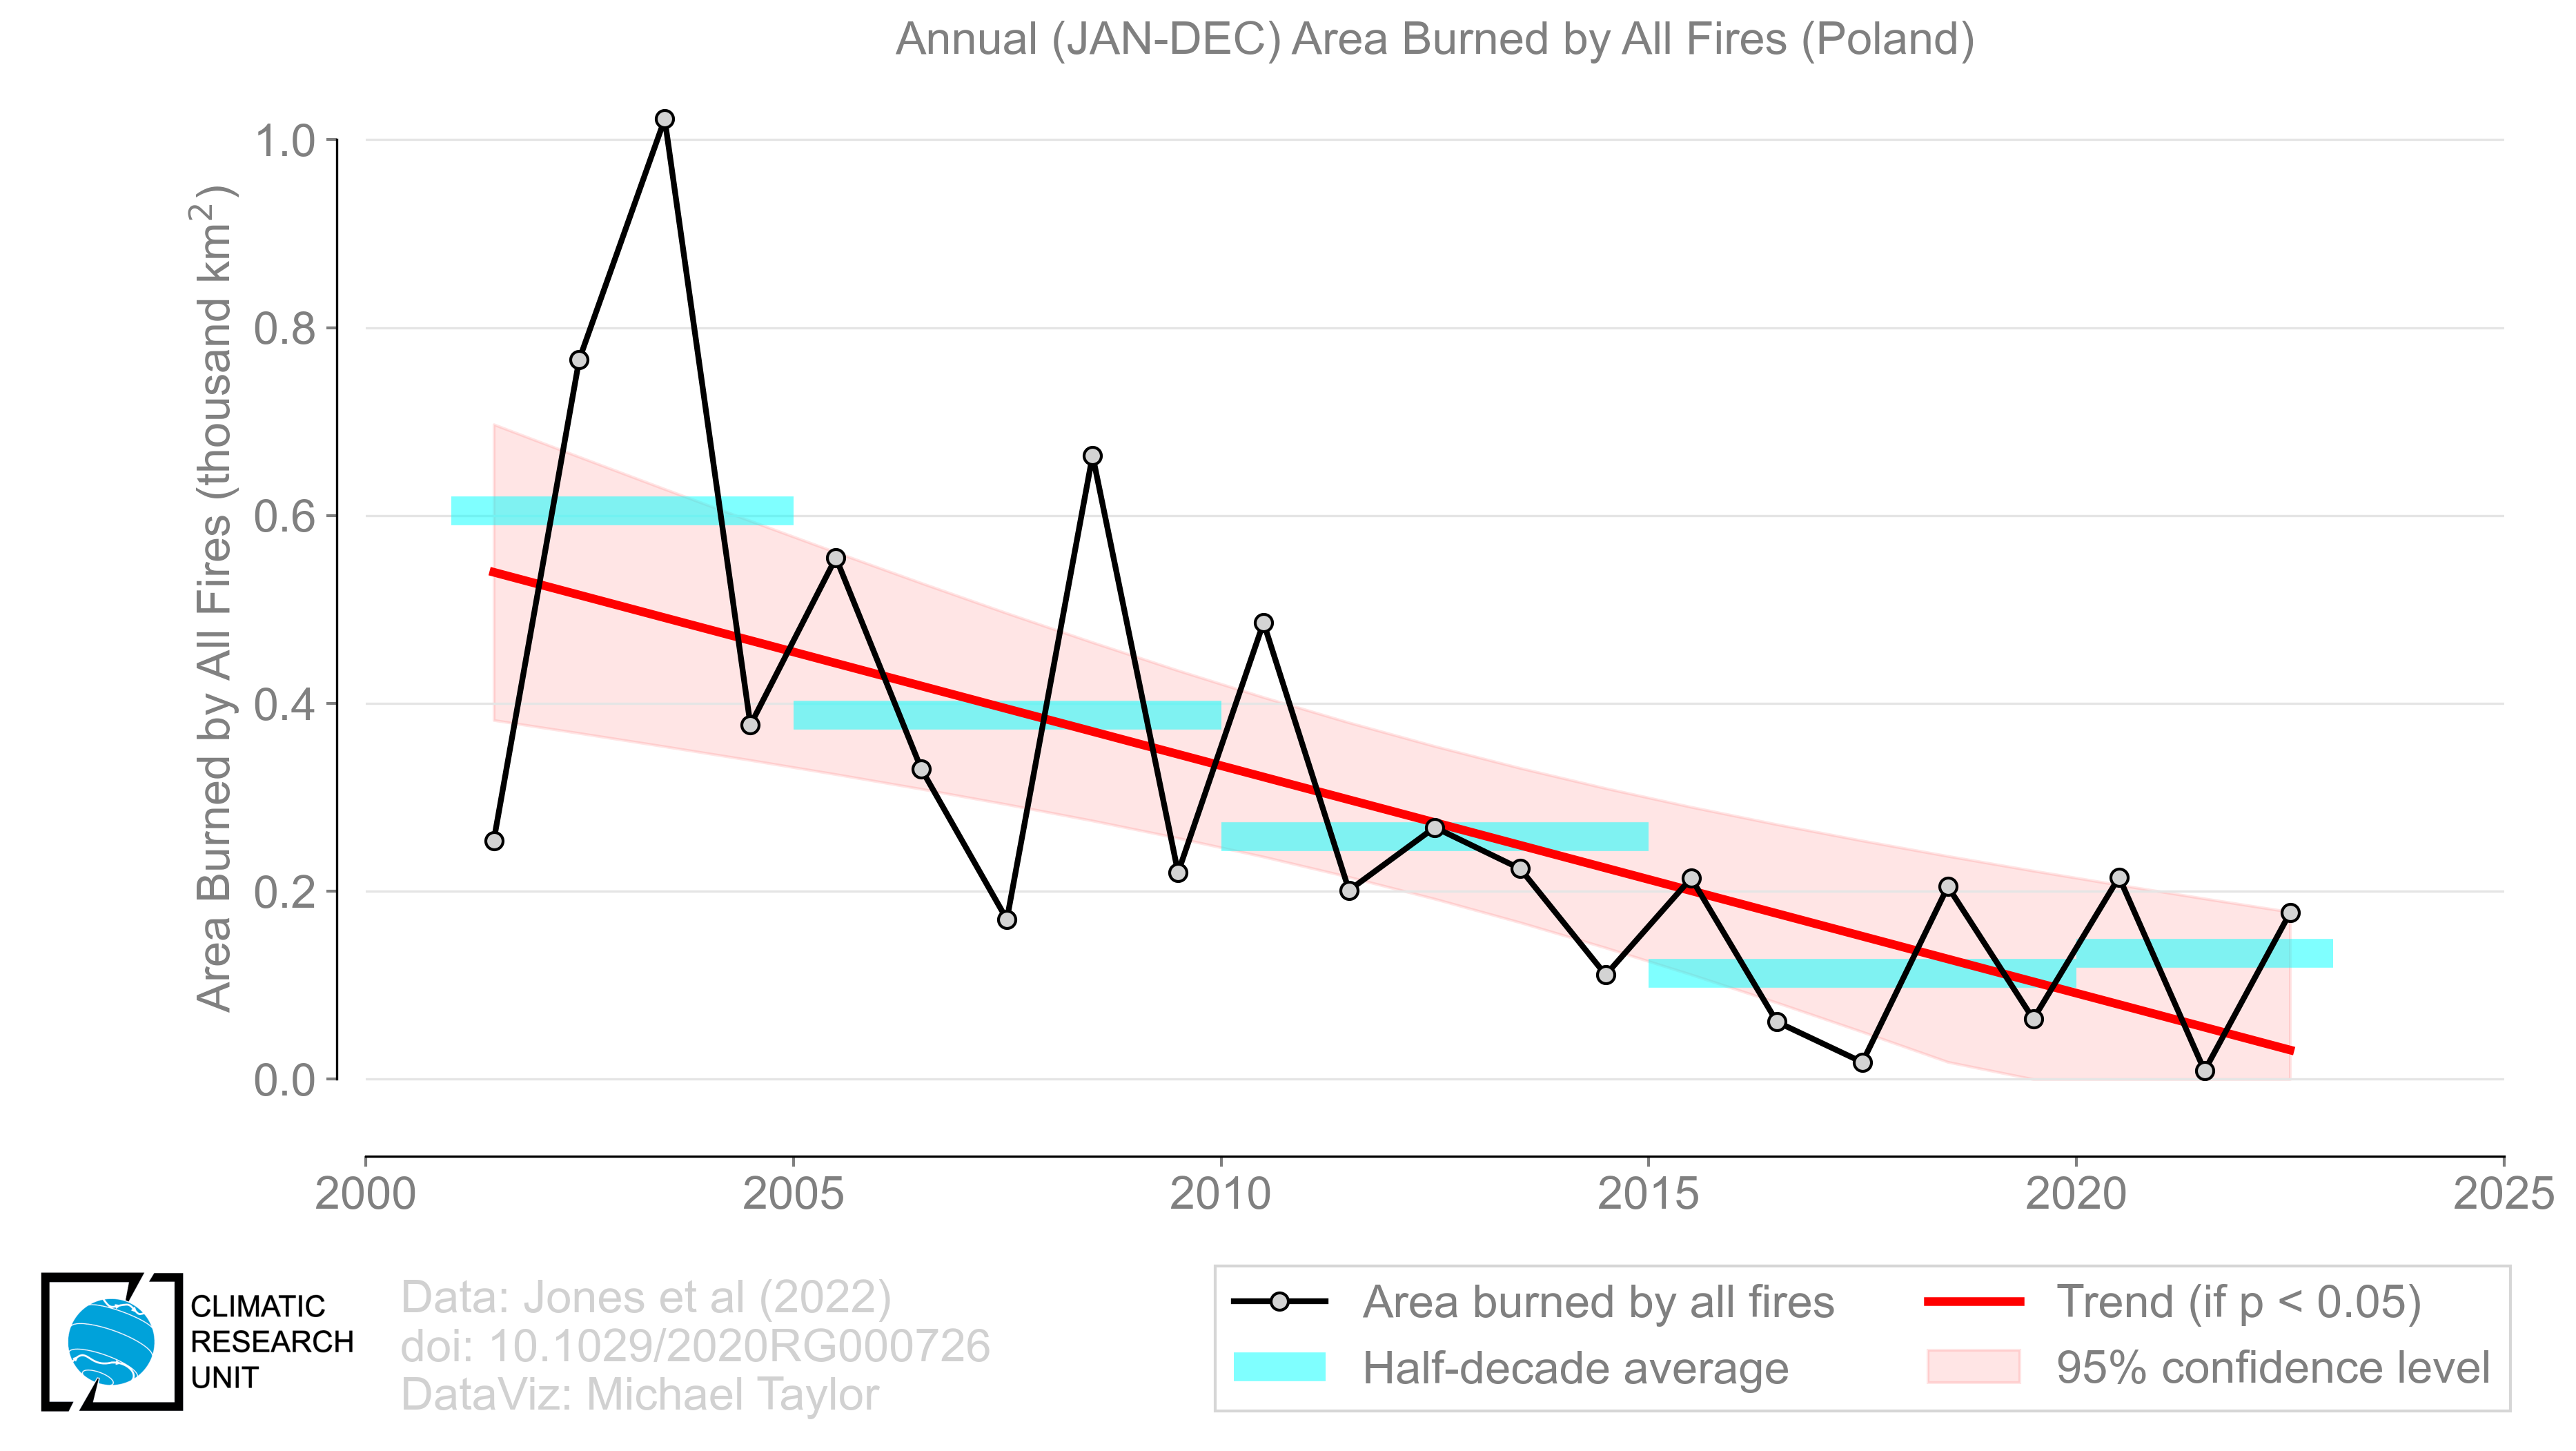 Annual (JAN-DEC) Area Burned by All Fires (Poland)
Area Burned by All Fires (thousand km²)
1.0
0.8
0.6
0.4
0.2
0.0
2000 2005 2010 2015 2020 2025
CLIMATIC
RESEARCH
UNIT
Data: Jones et al (2022)
doi: 10.1029/2020RG000726
DataViz: Michael Taylor
Area burned by all fires
Half-decade average
Trend (if p < 0.05)
95% confidence level